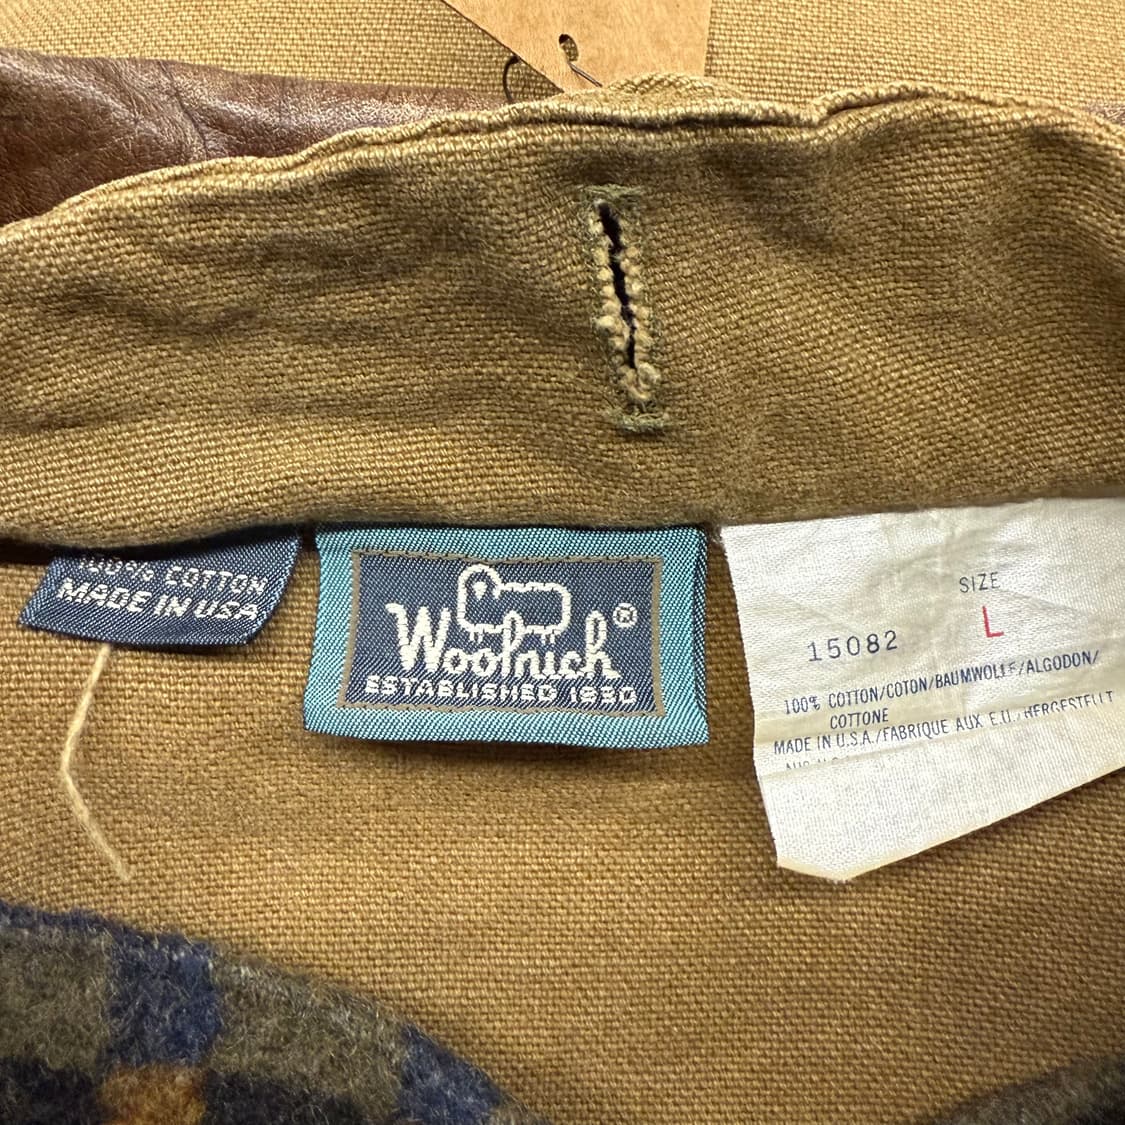 100% COTTON
MADE IN USA
Woolrich®
ESTABLISHED 1830
SIZE
L
15082
100% COTTON/COTON/BAUMWOLLE/ALGODON/
COTTONE
MADE IN U.S.A./FABRIQUE AUX E.U./HERGESTELLT